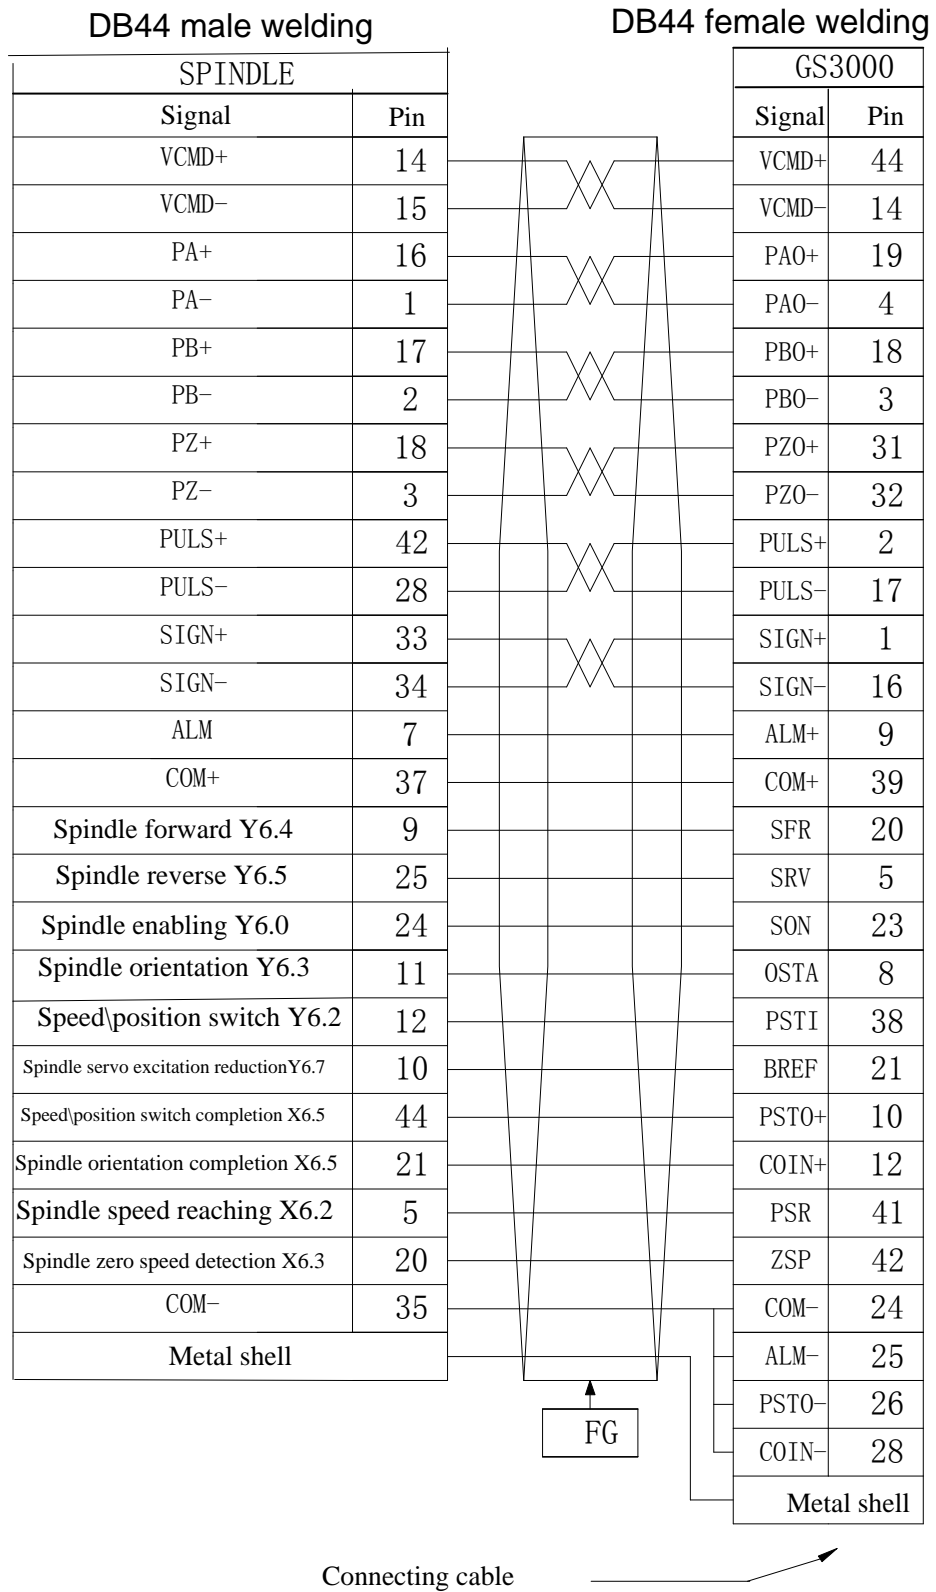 DB44 male welding DB44 female welding
SPINDLE GS3000
Signal Pin Signal Pin
VCMD+ 14 VCMD+ 44
VCMD- 15 VCMD- 14
PA+ 16 PAO+ 19
PA- 1 PAO- 4
PB+ 17 PBO+ 18
PB- 2 PBO- 3
PZ+ 18 PZO+ 31
PZ- 3 PZO- 32
PULS+ 42 PULS+ 2
PULS- 28 PULS- 17
SIGN+ 33 SIGN+ 1
SIGN- 34 SIGN- 16
ALM 7 ALM+ 9
COM+ 37 COM+ 39
Spindle forward Y6.4 9 SFR 20
Spindle reverse Y6.5 25 SRV 5
Spindle enabling Y6.0 24 SON 23
Spindle orientation Y6.3 11 OSTA 8
Speed\position switch Y6.2 12 PSTI 38
Spindle servo excitation reductionY6.7 10 BREF 21
Speed\position switch completion X6.5 44 PSTO+ 10
Spindle orientation completion X6.5 21 COIN+ 12
Spindle speed reaching X6.2 5 PSR 41
Spindle zero speed detection X6.3 20 ZSP 42
COM- 35 COM- 24
Metal shell ALM- 25
PSTO- 26
FG COIN- 28
Metal shell
Connecting cable